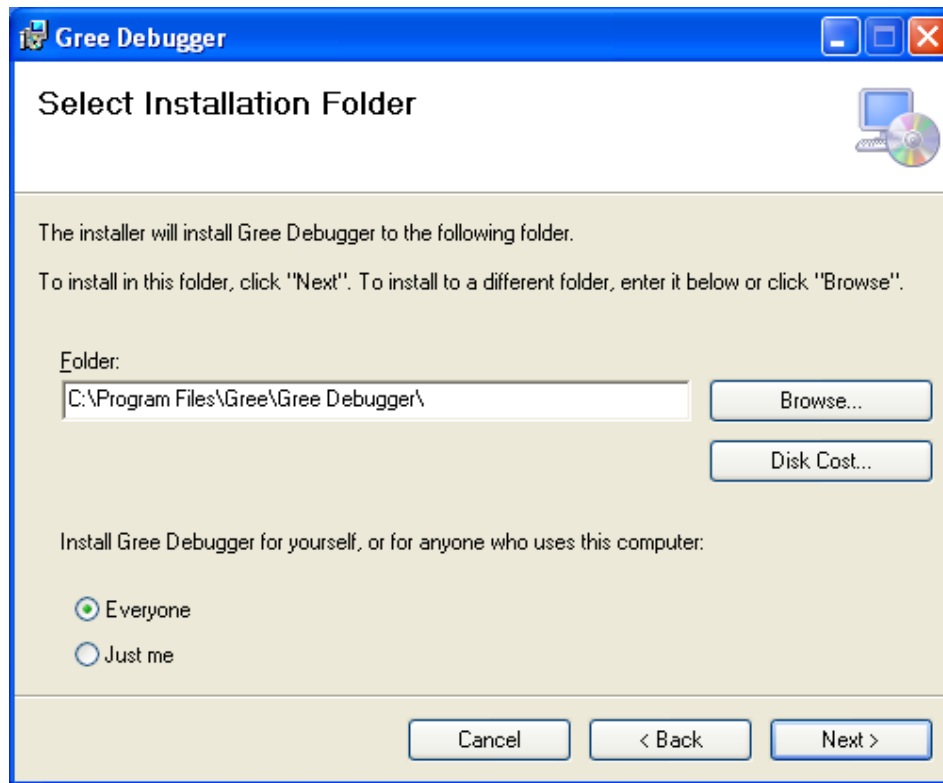 Gree Debugger
Select Installation Folder
The installer will install Gree Debugger to the following folder.
To install in this folder, click "Next". To install to a different folder, enter it below or click "Browse".
Folder:
C:\Program Files\Gree\Gree Debugger\
Browse...
Disk Cost...
Install Gree Debugger for yourself, or for anyone who uses this computer:
Everyone
Just me
Cancel
< Back
Next >